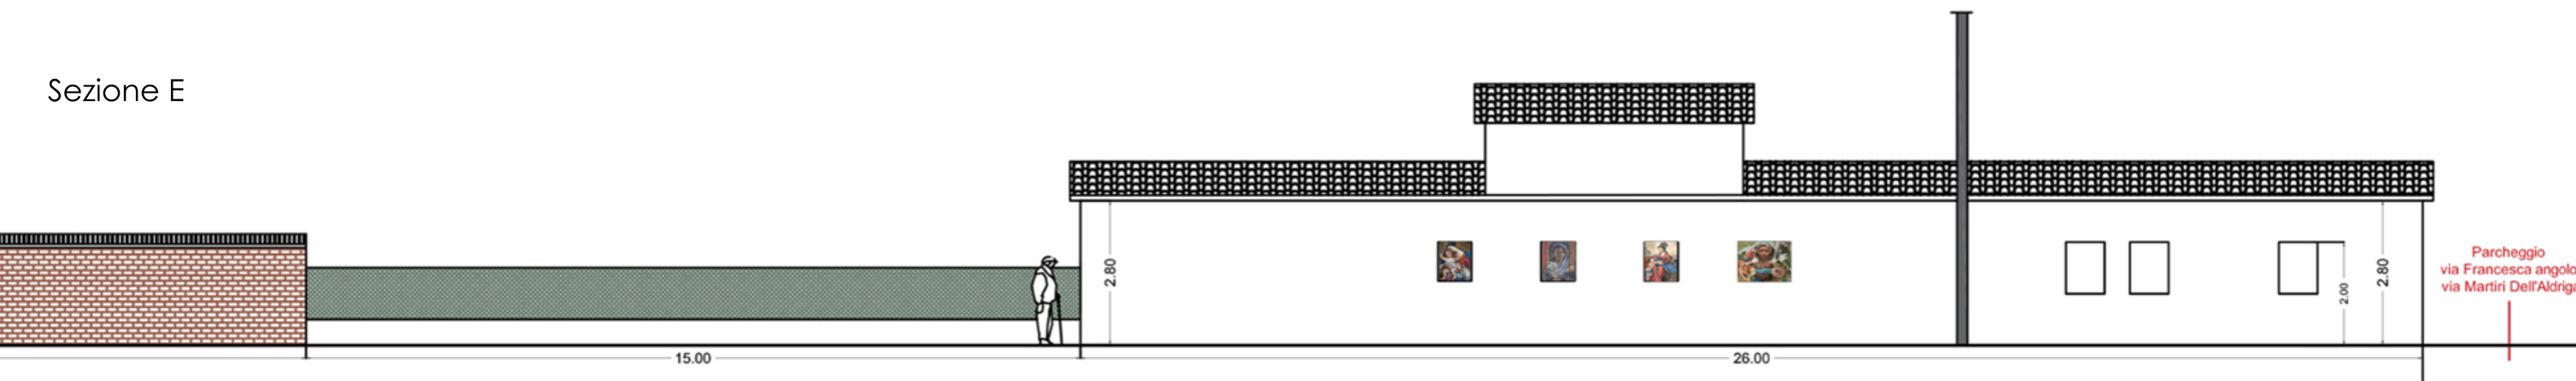 Sezione E
2.80
2.00
2.80
Parcheggio
via Francesca angolo
via Martiri Dell'Aldriga
15.00
26.00